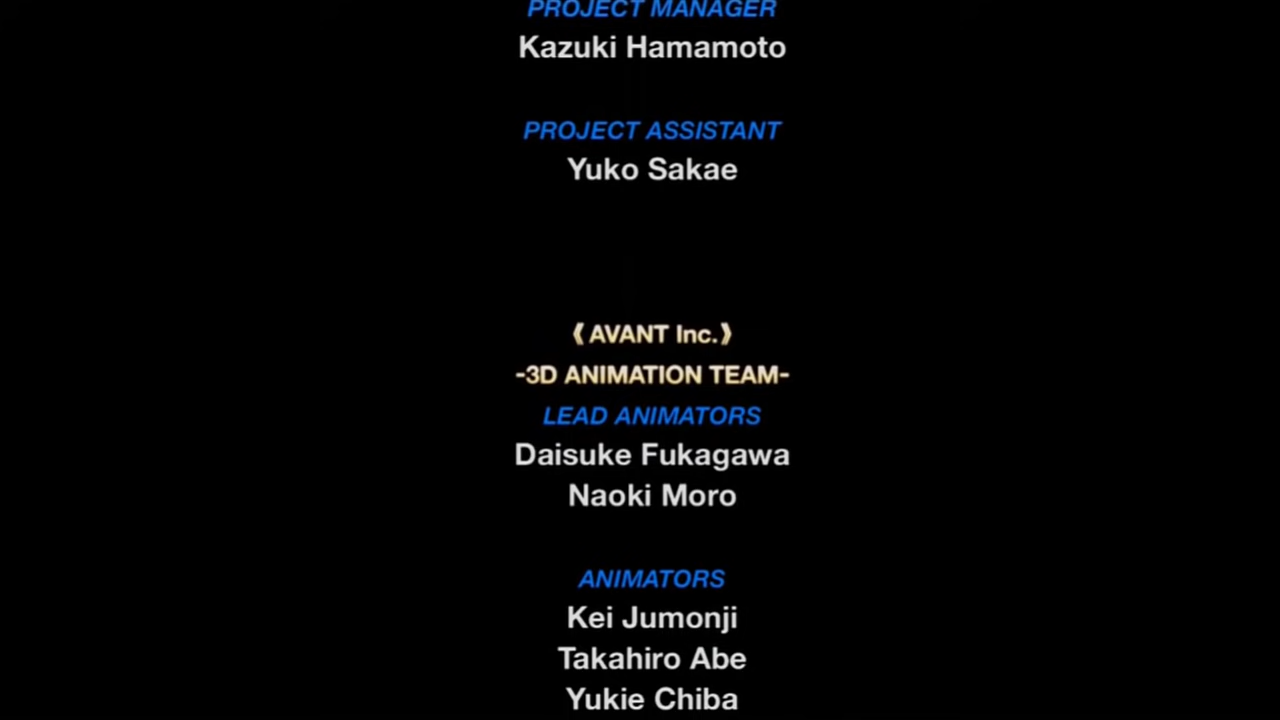 PROJECT MANAGER
Kazuki Hamamoto
PROJECT ASSISTANT
Yuko Sakae
《 AVANT Inc.》
-3D ANIMATION TEAM-
LEAD ANIMATORS
Daisuke Fukagawa
Naoki Moro
ANIMATORS
Kei Jumonji
Takahiro Abe
Yukie Chiba